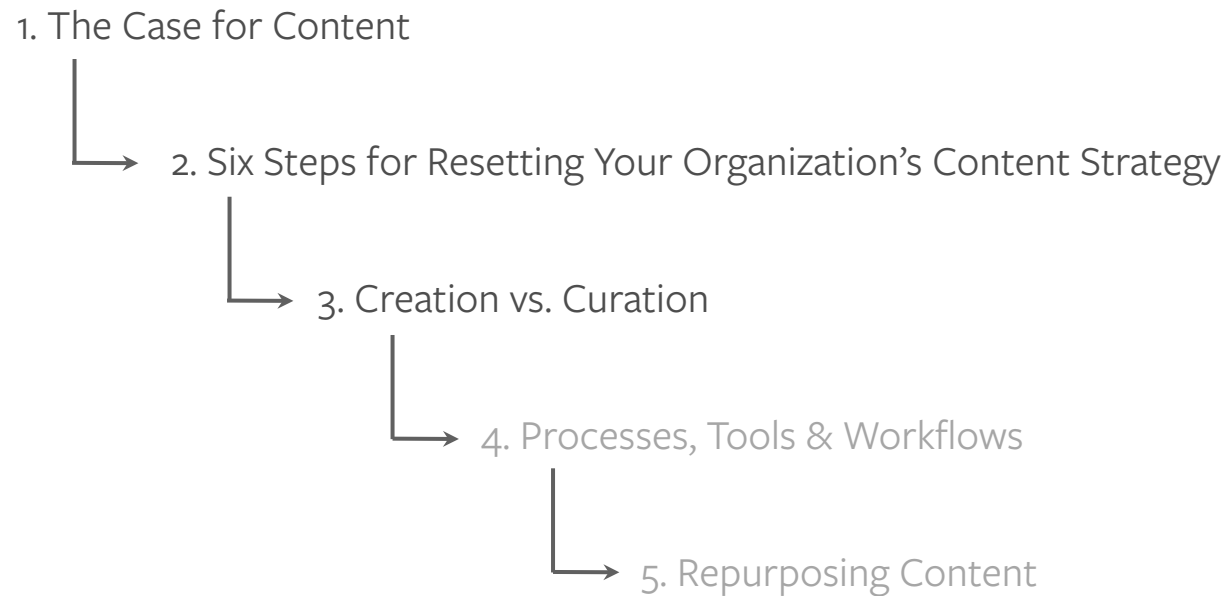 1. The Case for Content
2. Six Steps for Resetting Your Organization’s Content Strategy
3. Creation vs. Curation
4. Processes, Tools & Workflows
5. Repurposing Content